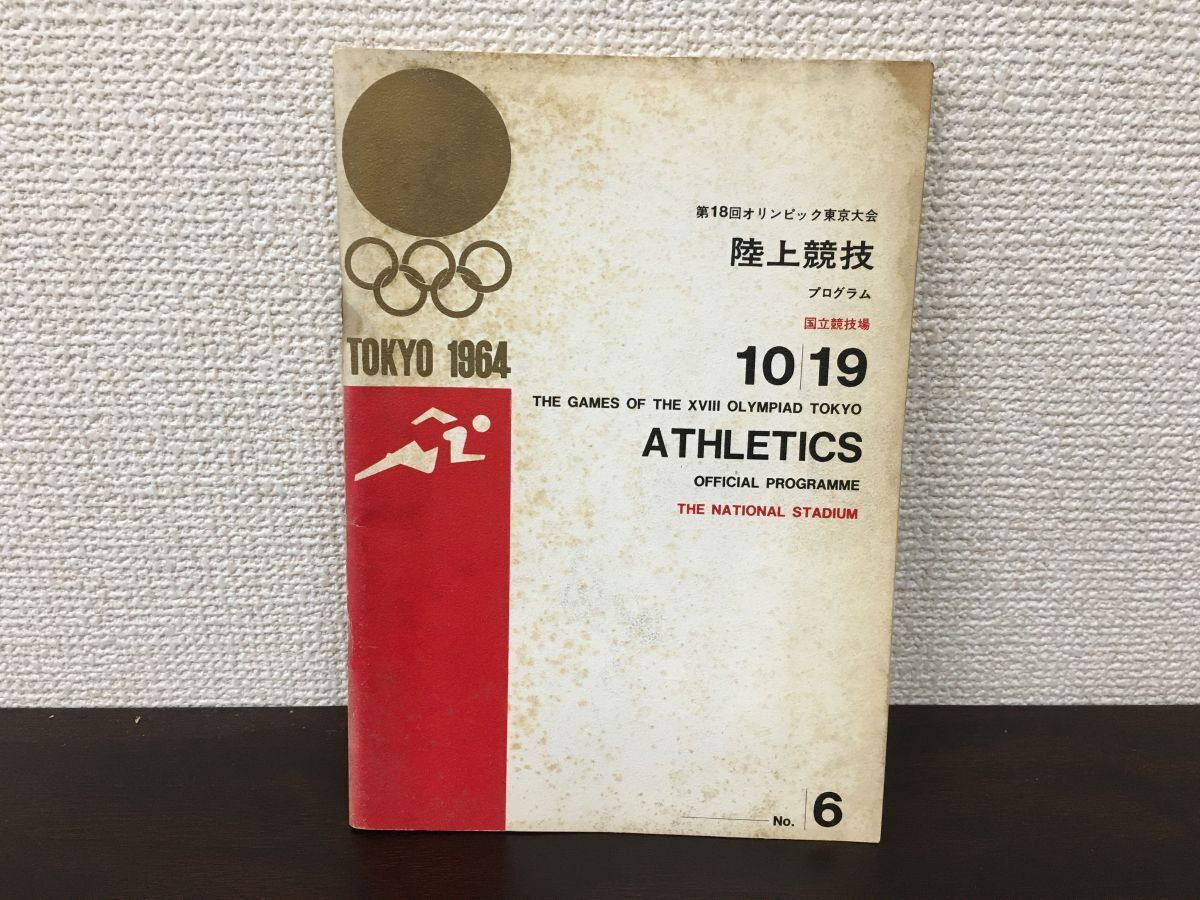 TOKYO 1964
第18回オリンピック東京大会
陸上競技
プログラム
国立競技場
10|19
THE GAMES OF THE XVIII OLYMPIAD TOKYO
ATHLETICS
OFFICIAL PROGRAMME
THE NATIONAL STADIUM
No. 6